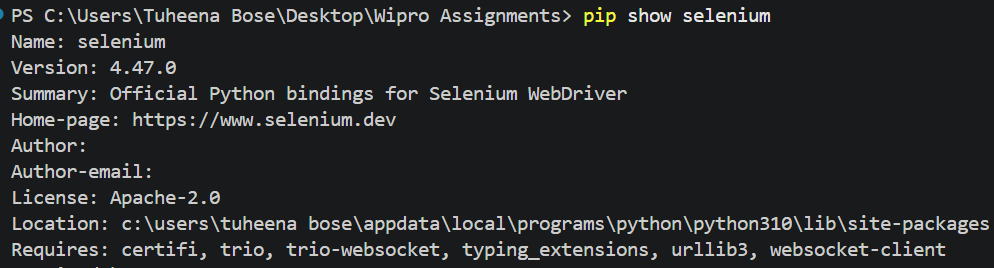 PS C:\Users\Tuheena Bose\Desktop\Wipro Assignments> pip show selenium
Name: selenium
Version: 4.47.0
Summary: Official Python bindings for Selenium WebDriver
Home-page: https://www.selenium.dev
Author:
Author-email:
License: Apache-2.0
Location: c:\users\tuheena bose\appdata\local\programs\python\python310\lib\site-packages
Requires: certifi, trio, trio-websocket, typing_extensions, urllib3, websocket-client